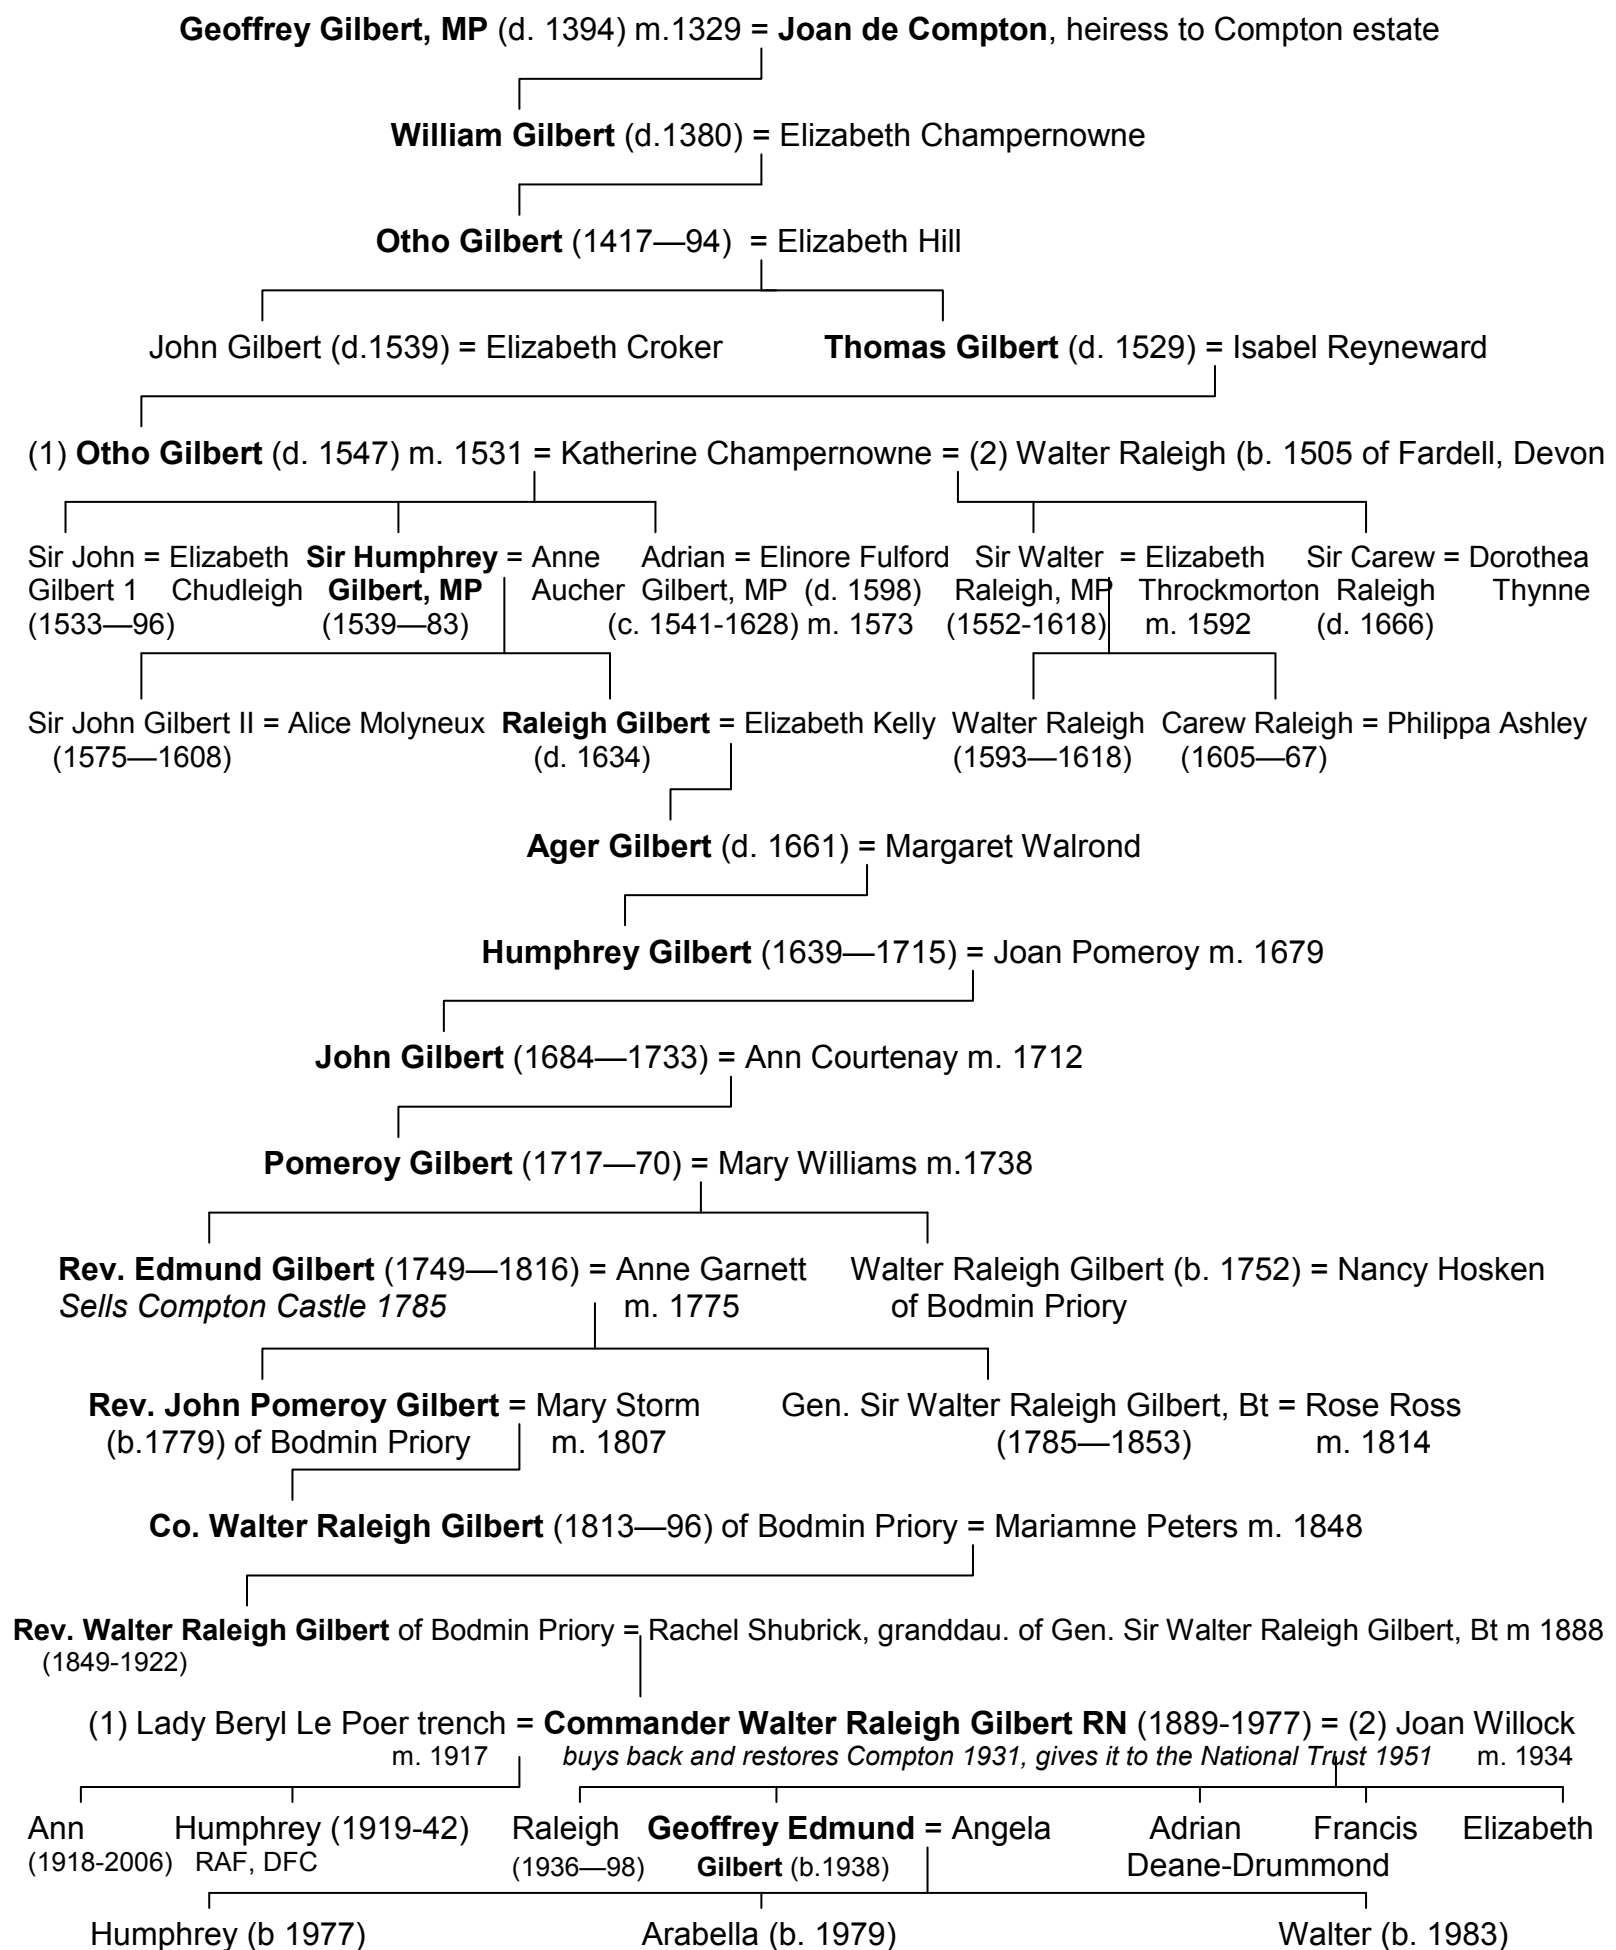 Geoffrey Gilbert, MP (d. 1394) m.1329 = Joan de Compton, heiress to Compton estate
William Gilbert (d.1380) = Elizabeth Champernowne
Otho Gilbert (1417—94) = Elizabeth Hill
John Gilbert (d.1539) = Elizabeth Croker Thomas Gilbert (d. 1529) = Isabel Reyneward
(1) Otho Gilbert (d. 1547) m. 1531 = Katherine Champernowne = (2) Walter Raleigh (b. 1505 of Fardell, Devon
Sir John = Elizabeth Sir Humphrey = Anne Adrian = Elinore Fulford Sir Walter = Elizabeth Sir Carew = Dorothea
Gilbert 1 Chudleigh Gilbert, MP Aucher Gilbert, MP (d. 1598) Raleigh, MP Throckmorton Raleigh Thynne
(1533—96) (1539—83) (c. 1541-1628) m. 1573 (1552-1618) m. 1592 (d. 1666)
Sir John Gilbert II = Alice Molyneux Raleigh Gilbert = Elizabeth Kelly Walter Raleigh Carew Raleigh = Philippa Ashley
(1575—1608) (d. 1634) (1593—1618) (1605—67)
Ager Gilbert (d. 1661) = Margaret Walrond
Humphrey Gilbert (1639—1715) = Joan Pomeroy m. 1679
John Gilbert (1684—1733) = Ann Courtenay m. 1712
Pomeroy Gilbert (1717—70) = Mary Williams m.1738
Rev. Edmund Gilbert (1749—1816) = Anne Garnett Walter Raleigh Gilbert (b. 1752) = Nancy Hosken
Sells Compton Castle 1785 m. 1775 of Bodmin Priory
Rev. John Pomeroy Gilbert = Mary Storm Gen. Sir Walter Raleigh Gilbert, Bt = Rose Ross
(b.1779) of Bodmin Priory m. 1807 (1785—1853) m. 1814
Co. Walter Raleigh Gilbert (1813—96) of Bodmin Priory = Mariamne Peters m. 1848
Rev. Walter Raleigh Gilbert of Bodmin Priory = Rachel Shubrick, granddau. of Gen. Sir Walter Raleigh Gilbert, Bt m 1888
(1849-1922)
(1) Lady Beryl Le Poer trench = Commander Walter Raleigh Gilbert RN (1889-1977) = (2) Joan Willock
m. 1917 buys back and restores Compton 1931, gives it to the National Trust 1951 m. 1934
Ann Humphrey (1919-42) Raleigh Geoffrey Edmund = Angela Adrian Francis Elizabeth
(1918-2006) RAF, DFC (1936—98) Gilbert (b.1938) Deane-Drummond
Humphrey (b 1977) Arabella (b. 1979) Walter (b. 1983)